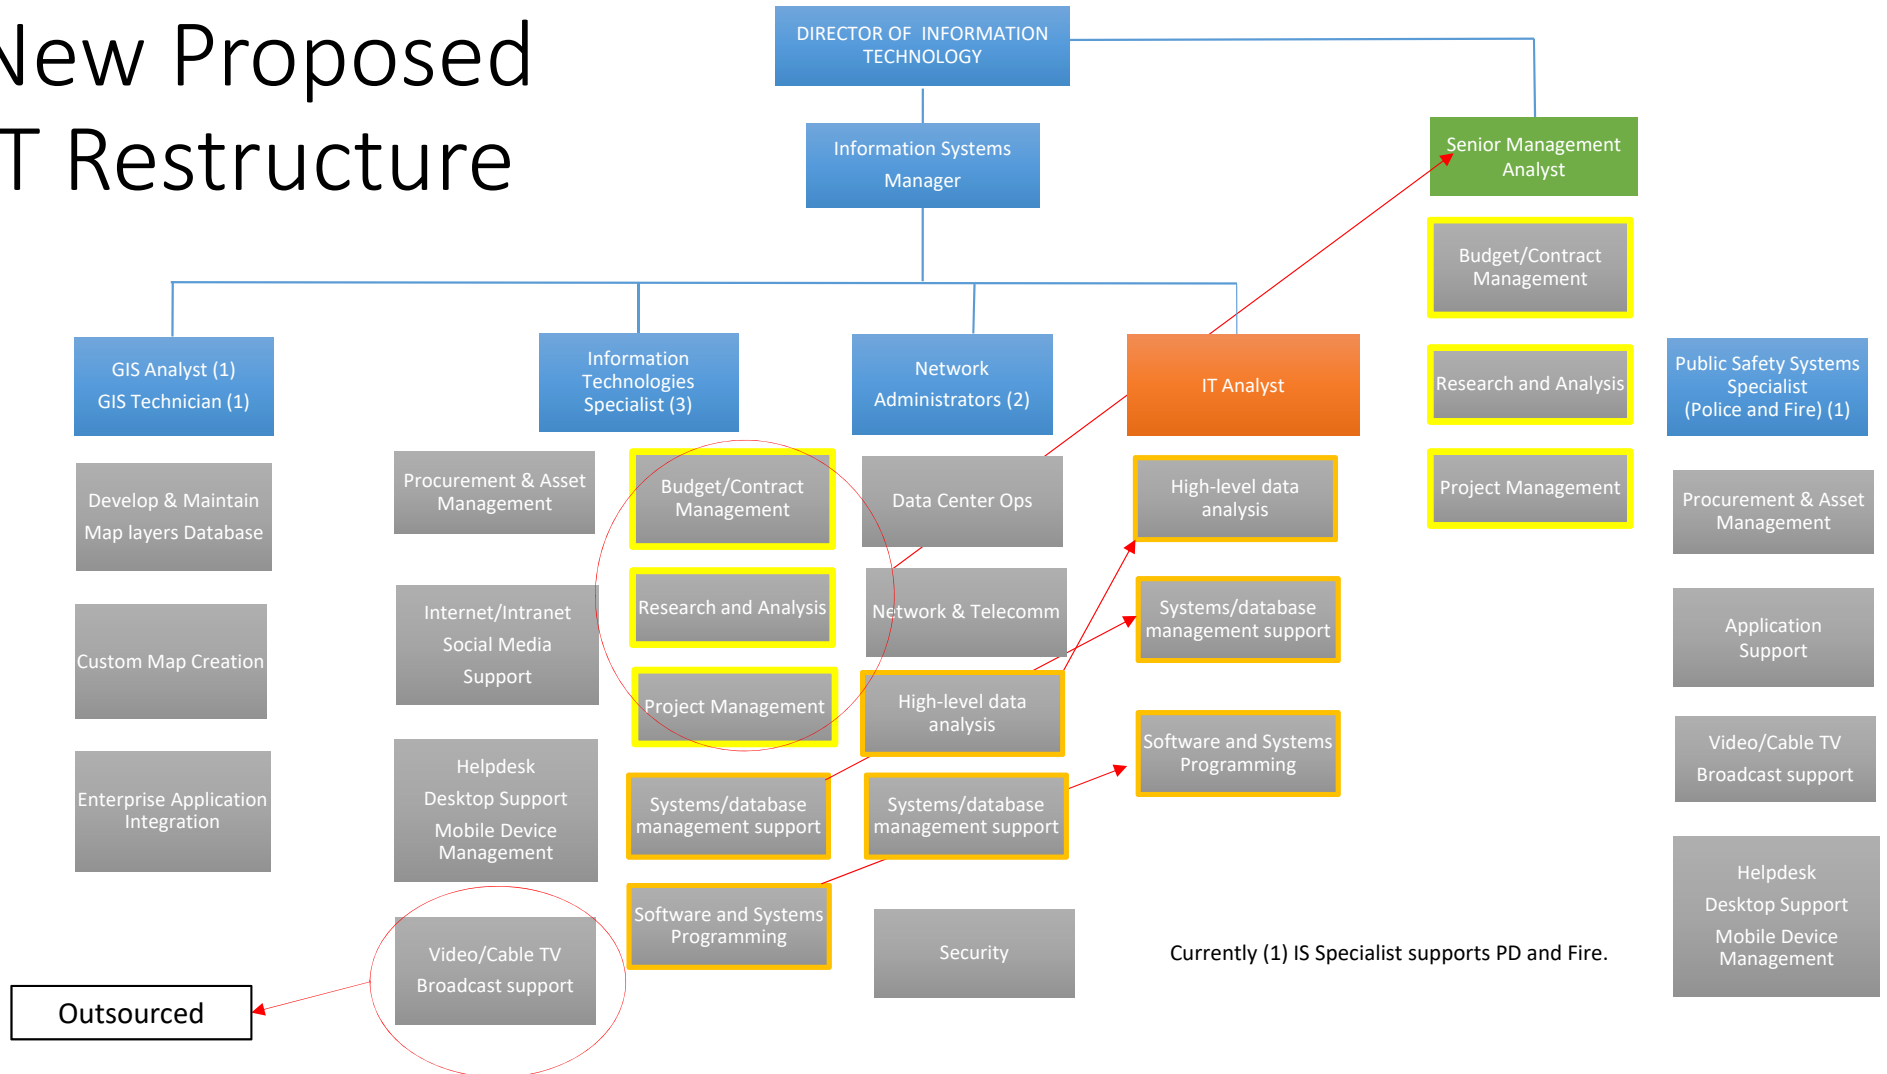 New Proposed
IT Restructure
DIRECTOR OF INFORMATION
TECHNOLOGY
Information Systems
Manager
Senior Management
Analyst
Budget/Contract
Management
Research and Analysis
Project Management
GIS Analyst (1)
GIS Technician (1)
Develop & Maintain
Map layers Database
Custom Map Creation
Enterprise Application
Integration
Information
Technologies
Specialist (3)
Procurement & Asset
Management
Internet/Intranet
Social Media
Support
Helpdesk
Desktop Support
Mobile Device
Management
Video/Cable TV
Broadcast support
Outsourced
Budget/Contract
Management
Research and Analysis
Project Management
Systems/database
management support
Software and Systems
Programming
Network
Administrators (2)
Data Center Ops
Network & Telecomm
High-level data
analysis
Systems/database
management support
Security
IT Analyst
High-level data
analysis
Systems/database
management support
Software and Systems
Programming
Currently (1) IS Specialist supports PD and Fire.
Public Safety Systems
Specialist
(Police and Fire) (1)
Procurement & Asset
Management
Application
Support
Video/Cable TV
Broadcast support
Helpdesk
Desktop Support
Mobile Device
Management